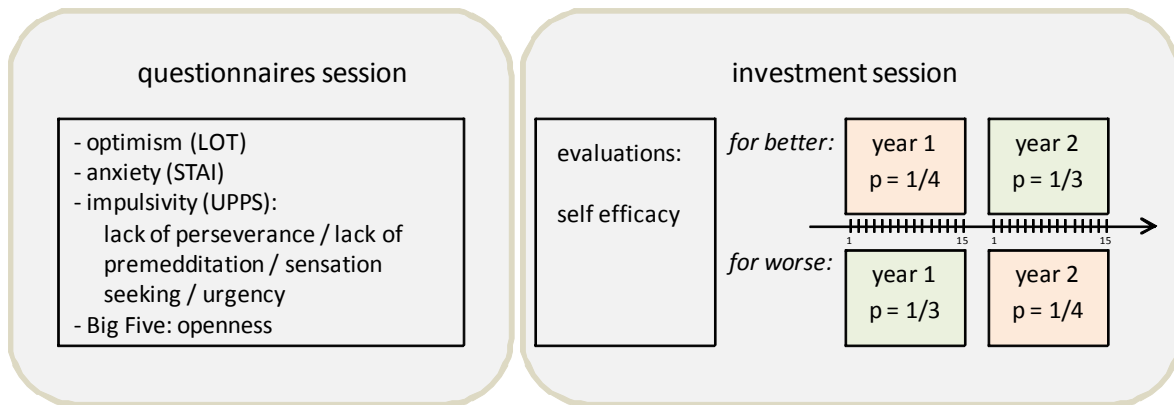 questionnaires session
- optimism (LOT)
- anxiety (STAI)
- impulsivity (UPPS):
lack of perseverance / lack of
premedditation / sensation
seeking / urgency
- Big Five: openness
investment session
evaluations:
self efficacy
for better:
year 1
p = 1/4
year 2
p = 1/3
1 15 1 15
for worse:
year 1
p = 1/3
year 2
p = 1/4